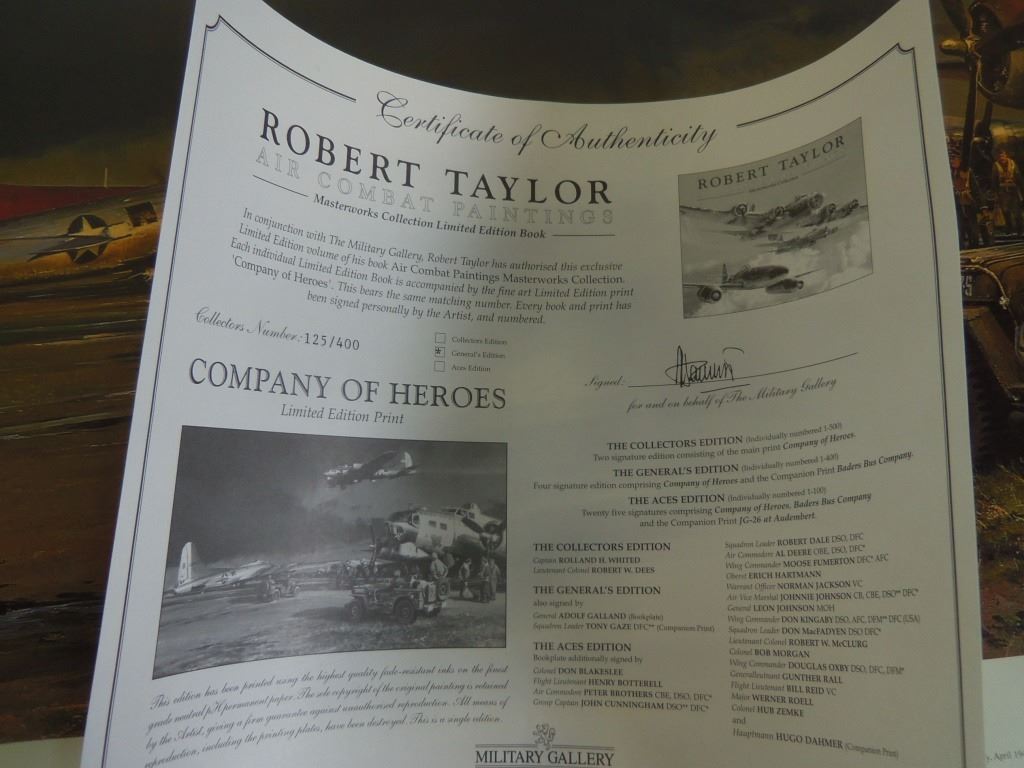 Certificate of Authenticity
ROBERT TAYLOR
AIR COMBAT PAINTINGS
Masterworks Collection Limited Edition Book
In conjunction with The Military Gallery, Robert Taylor has authorised this exclusive
Limited Edition volume of his book Air Combat Paintings Masterworks Collection.
Each individual Limited Edition Book is accompanied by the fine art Limited Edition print
'Company of Heroes'. This bears the same matching number. Every book and print has
been signed personally by the Artist, and numbered.
ROBERT TAYLOR
Collectors Number: 125/400
Collectors Edition
* General's Edition
Aces Edition
COMPANY OF HEROES
Limited Edition Print
Signed:
for and on behalf of The Military Gallery
THE COLLECTORS EDITION (Individually numbered 1-500)
Two signature edition consisting of the main print Company of Heroes.
THE GENERAL'S EDITION (Individually numbered 1-400)
Four signature edition comprising Company of Heroes and the Companion Print Baders Bus Company.
THE ACES EDITION (Individually numbered 1-100)
Twenty five signatures comprising Company of Heroes, Baders Bus Company
and the Companion Print JG-26 at Audembert.
THE COLLECTORS EDITION
Captain ROLLAND H. WHITED
Lieutenant Colonel ROBERT W. DEES
THE GENERAL'S EDITION
also signed by
General ADOLF GALLAND (Bookplate)
Squadron Leader TONY GAZE DFC** (Companion Print)
THE ACES EDITION
Bookplate additionally signed by
Colonel DON BLAKESLEE
Flight Lieutenant HENRY BOTTERELL
Air Commodore PETER BROTHERS CBE, DSO, DFC*
Group Captain JOHN CUNNINGHAM DSO** DFC*
Squadron Leader ROBERT DALE DSO, DFC
Air Commodore AL DEERE OBE, DSO, DFC*
Wing Commander MOOSE FUMERTON DFC* AFC
Oberst ERICH HARTMANN
Warrant Officer NORMAN JACKSON VC
Air Vice Marshal JOHNNIE JOHNSON CB, CBE, DSO** DFC*
General LEON JOHNSON MOH
Wing Commander DON KINGABY DSO, AFC, DFM** DFC (USA)
Squadron Leader DON MacFADYEN DSO DFC*
Lieutenant Colonel ROBERT W. McCLURG
Colonel BOB MORGAN
Wing Commander DOUGLAS OXBY DSO, DFC, DFM*
Generalleutnant GUNTHER RALL
Flight Lieutenant BILL REID VC
Major WERNER ROELL
Colonel HUB ZEMKE
and
Hauptmann HUGO DAHMER (Companion Print)
This edition has been printed using the highest quality fade-resistant inks on the finest
grade neutral pH permanent paper. The sole copyright of the original painting is retained
by the Artist, giving a firm guarantee against unauthorised reproduction. All means of
reproduction, including the printing plates, have been destroyed. This is a single edition.
MILITARY GALLERY